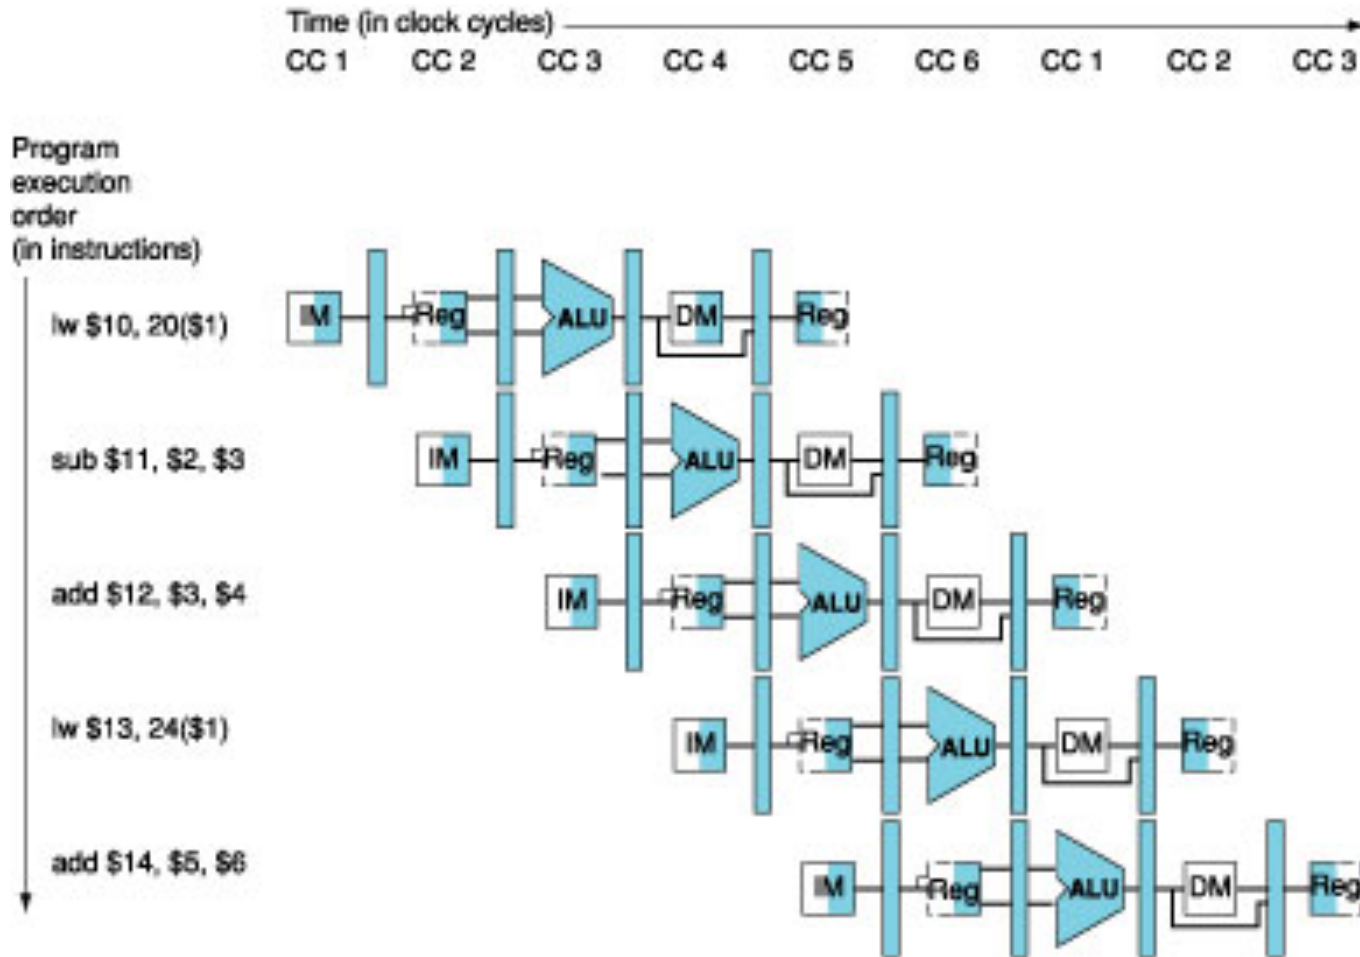 Time (in clock cycles)
CC 1 CC 2 CC 3 CC 4 CC 5 CC 6 CC 1 CC 2 CC 3
Program
execution
order
(in instructions)
lw $10, 20($1)
IM Reg ALU DM Reg
sub $11, $2, $3
IM Reg ALU DM Reg
add $12, $3, $4
IM Reg ALU DM Reg
lw $13, 24($1)
IM Reg ALU DM Reg
add $14, $5, $6
IM Reg ALU DM Reg